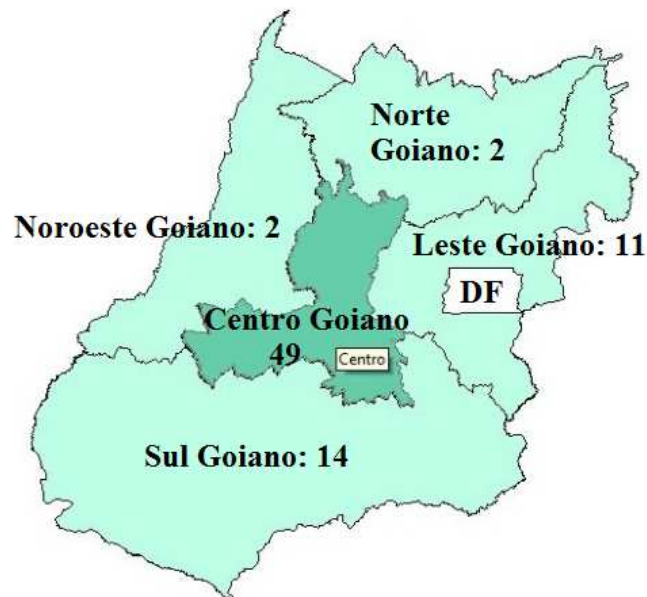 Norte
Goiano: 2
Noroeste Goiano: 2
Leste Goiano: 11
DF
Centro Goiano
49
Centro
Sul Goiano: 14